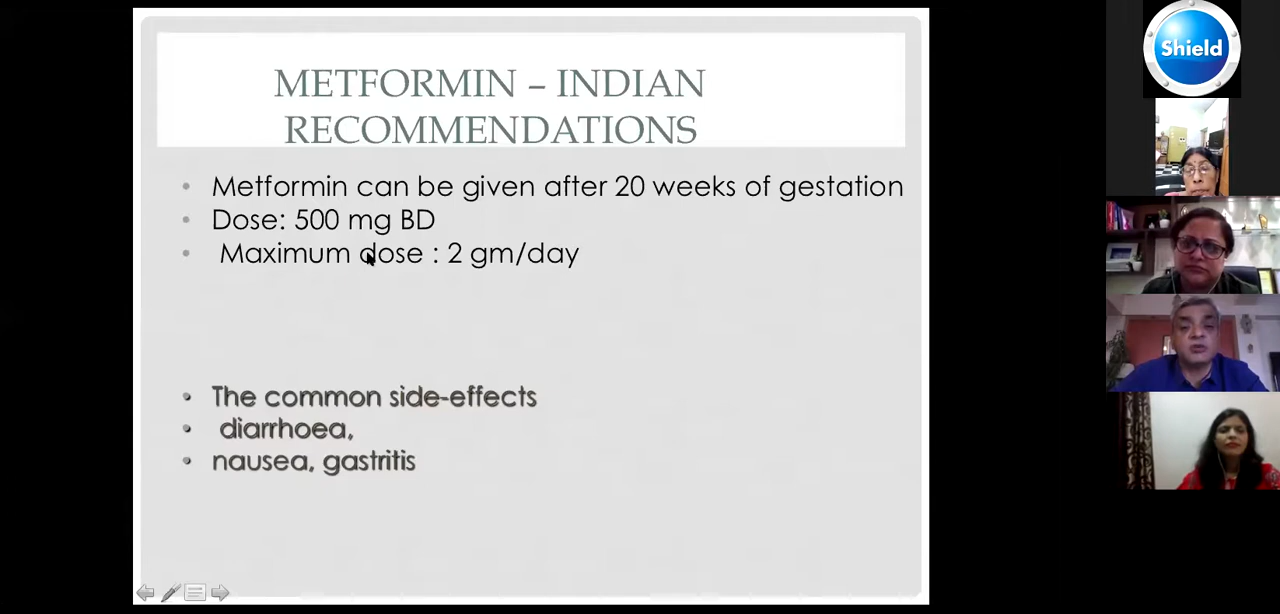 METFORMIN – INDIAN
RECOMMENDATIONS
• Metformin can be given after 20 weeks of gestation
• Dose: 500 mg BD
• Maximum dose : 2 gm/day
• The common side-effects
• diarrhoea,
• nausea, gastritis
Shield